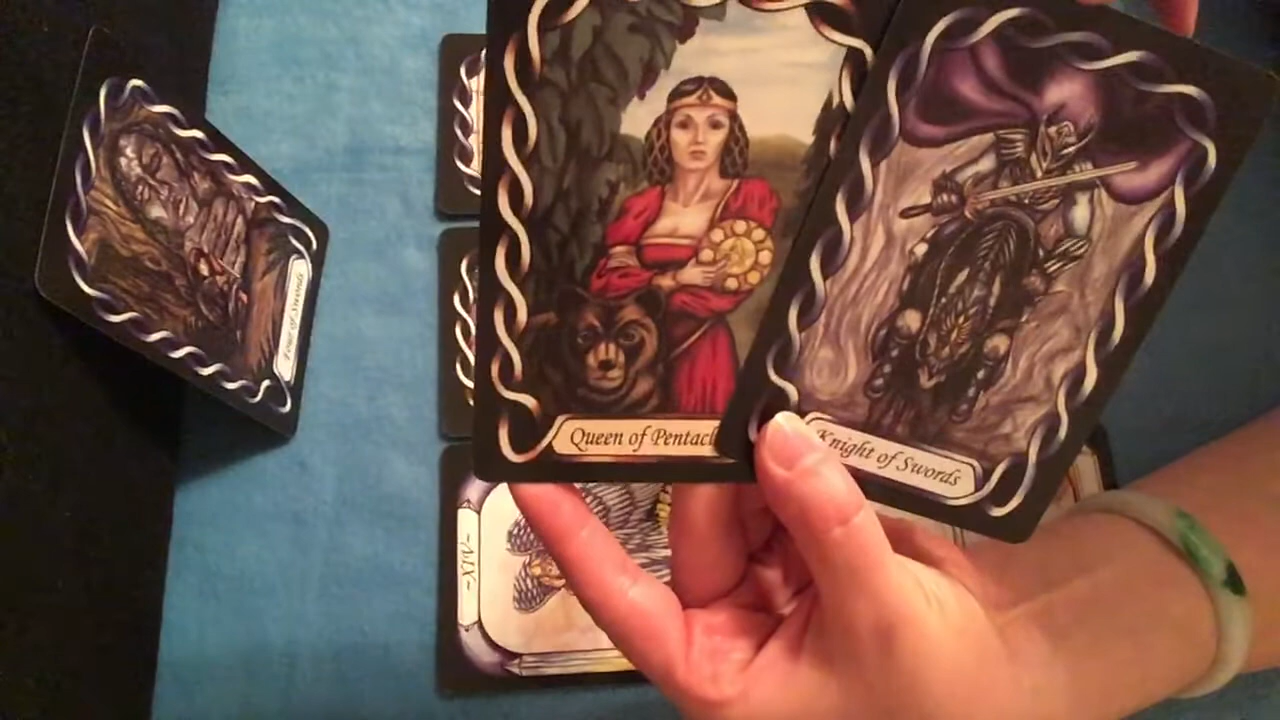 Queen of Pentacl
Knight of Swords
Four of Swords
-XIV-